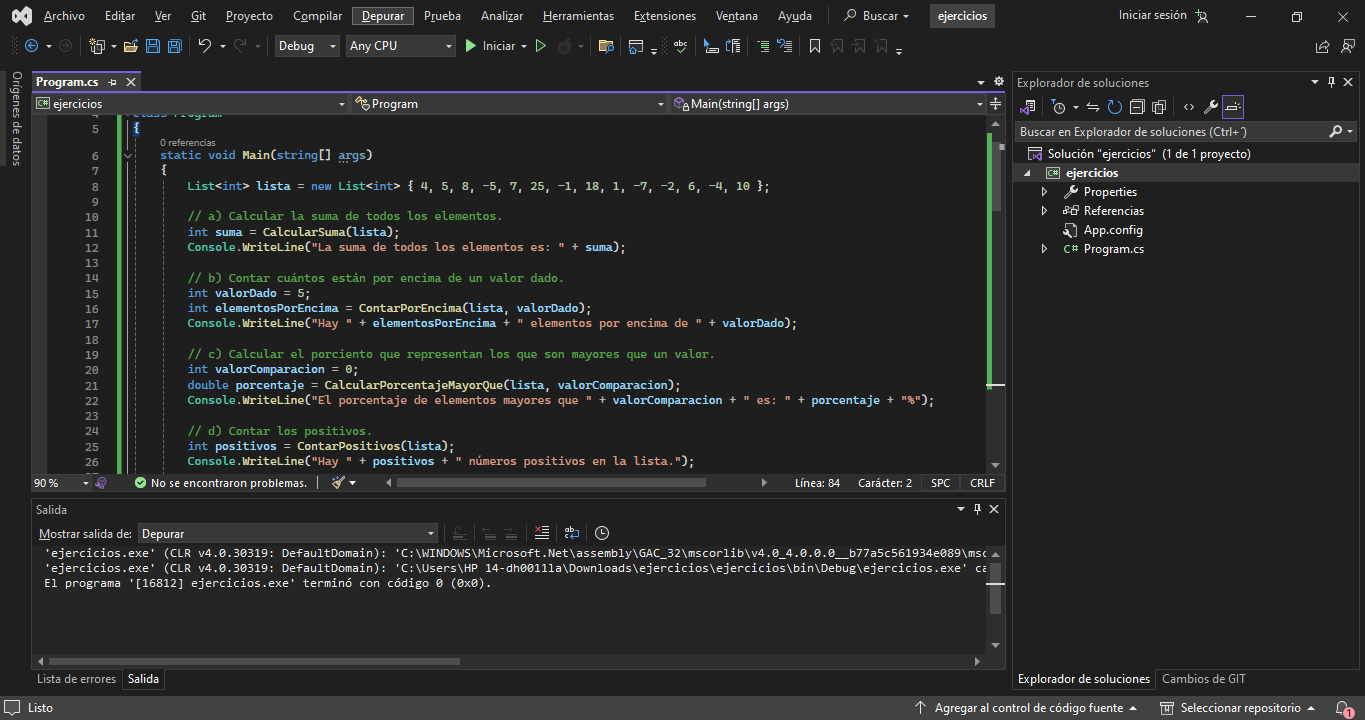 Archivo Editar Ver Git Proyecto Compilar Depurar Prueba Analizar Herramientas Extensiones Ventana Ayuda Buscar ejercicios Iniciar sesión
Debug Any CPU Iniciar
Orígenes de datos
Program.cs
ejercicios Program Main(string[] args)
4 class Program
5 {
0 referencias
6 static void Main(string[] args)
7 {
8 List<int> lista = new List<int> { 4, 5, 8, -5, 7, 25, -1, 18, 1, -7, -2, 6, -4, 10 };
9
10 // a) Calcular la suma de todos los elementos.
11 int suma = CalcularSuma(lista);
12 Console.WriteLine("La suma de todos los elementos es: " + suma);
13
14 // b) Contar cuántos están por encima de un valor dado.
15 int valorDado = 5;
16 int elementosPorEncima = ContarPorEncima(lista, valorDado);
17 Console.WriteLine("Hay " + elementosPorEncima + " elementos por encima de " + valorDado);
18
19 // c) Calcular el porciento que representan los que son mayores que un valor.
20 int valorComparacion = 0;
21 double porcentaje = CalcularPorcentajeMayorQue(lista, valorComparacion);
22 Console.WriteLine("El porcentaje de elementos mayores que " + valorComparacion + " es: " + porcentaje + "%");
23
24 // d) Contar los positivos.
25 int positivos = ContarPositivos(lista);
26 Console.WriteLine("Hay " + positivos + " números positivos en la lista.");
90 % No se encontraron problemas. Línea: 84 Carácter: 2 SPC CRLF
Salida
Mostrar salida de: Depurar
'ejercicios.exe' (CLR v4.0.30319: DefaultDomain): 'C:\WINDOWS\Microsoft.Net\assembly\GAC_32\mscorlib\v4.0_4.0.0.0__b77a5c561934e089\msc
'ejercicios.exe' (CLR v4.0.30319: DefaultDomain): 'C:\Users\HP 14-dh0011la\Downloads\ejercicios\ejercicios\bin\Debug\ejercicios.exe' ca
El programa '[16812] ejercicios.exe' terminó con código 0 (0x0).
Lista de errores Salida
Explorador de soluciones
Buscar en Explorador de soluciones (Ctrl+´)
Solución "ejercicios" (1 de 1 proyecto)
C# ejercicios
Properties
Referencias
App.config
C# Program.cs
Explorador de soluciones Cambios de GIT
Listo Agregar al control de código fuente Seleccionar repositorio 1